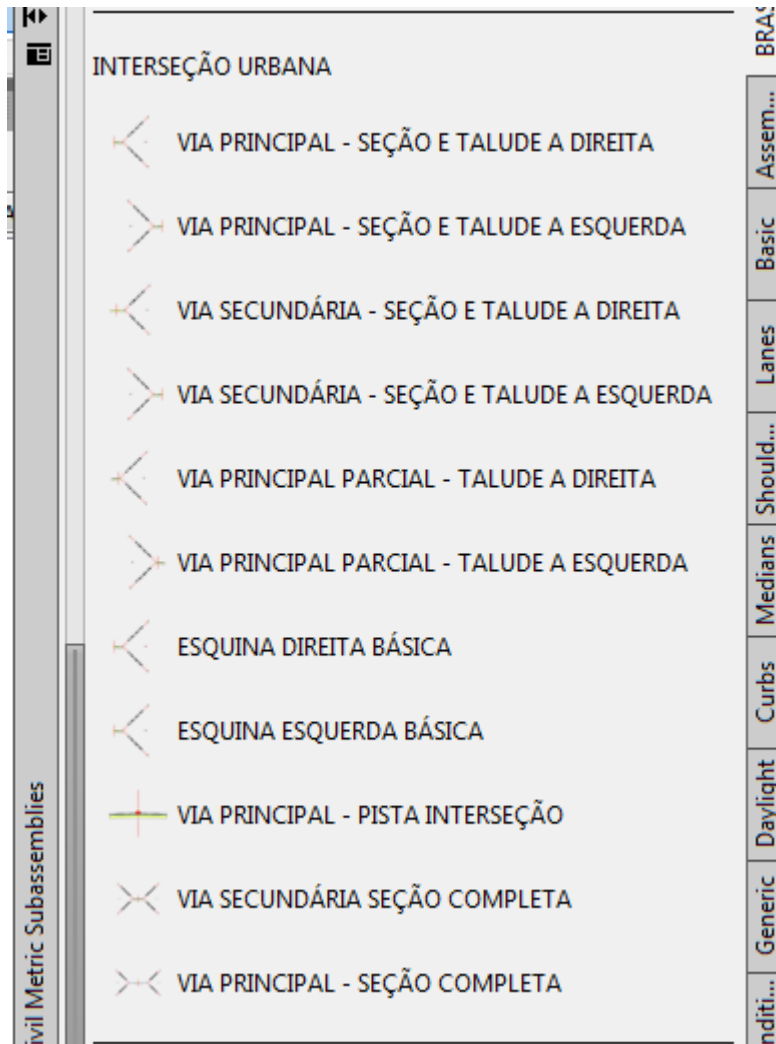 INTERSEÇÃO URBANA
VIA PRINCIPAL - SEÇÃO E TALUDE A DIREITA
VIA PRINCIPAL - SEÇÃO E TALUDE A ESQUERDA
VIA SECUNDÁRIA - SEÇÃO E TALUDE A DIREITA
VIA SECUNDÁRIA - SEÇÃO E TALUDE A ESQUERDA
VIA PRINCIPAL PARCIAL - TALUDE A DIREITA
VIA PRINCIPAL PARCIAL - TALUDE A ESQUERDA
ESQUINA DIREITA BÁSICA
ESQUINA ESQUERDA BÁSICA
VIA PRINCIPAL - PISTA INTERSEÇÃO
VIA SECUNDÁRIA SEÇÃO COMPLETA
VIA PRINCIPAL - SEÇÃO COMPLETA
ivil Metric Subassemblies
BRAS
Assem...
Basic
Lanes
Should...
Medians
Curbs
Daylight
Generic
nditi...